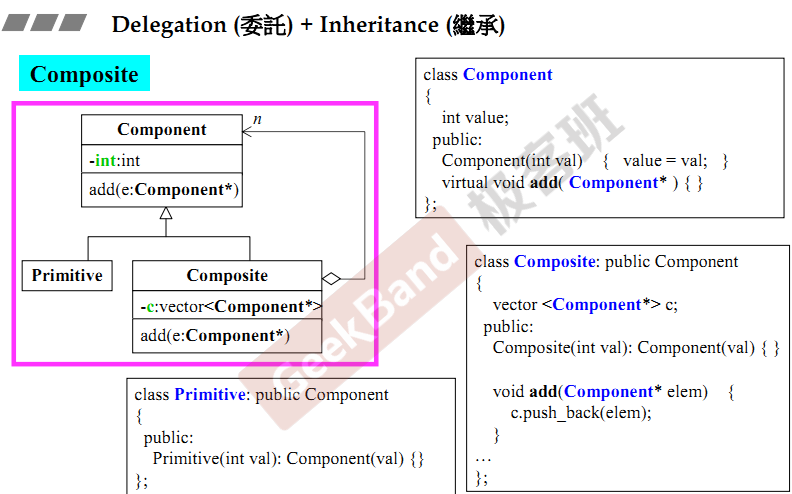 Delegation (委託) + Inheritance (繼承)
Composite
Component
-int:int
add(e:Component*)
n
Primitive
Composite
-c:vector<Component*>
add(e:Component*)
class Component
{
int value;
public:
Component(int val) { value = val; }
virtual void add( Component* ) { }
};
class Composite: public Component
{
vector <Component*> c;
public:
Composite(int val): Component(val) { }
void add(Component* elem) {
c.push_back(elem);
}
…
};
class Primitive: public Component
{
public:
Primitive(int val): Component(val) {}
};
GeekBand 极客班